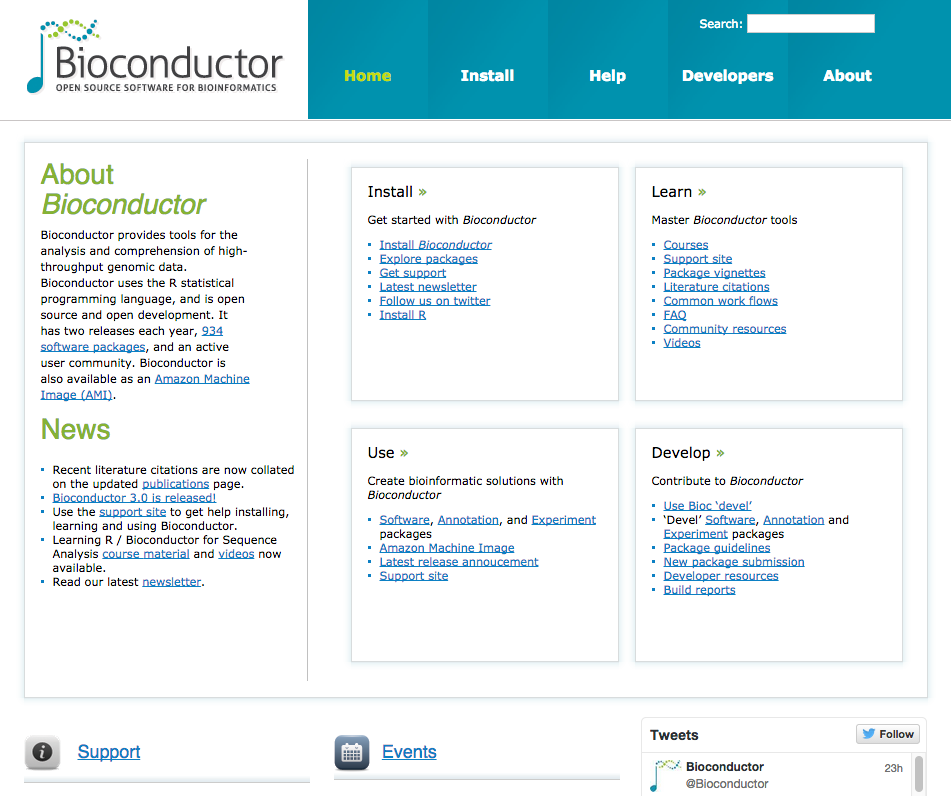 Bioconductor
OPEN SOURCE SOFTWARE FOR BIOINFORMATICS
Search:
Home Install Help Developers About
About
Bioconductor
Bioconductor provides tools for the
analysis and comprehension of high-
throughput genomic data.
Bioconductor uses the R statistical
programming language, and is open
source and open development. It
has two releases each year, 934
software packages, and an active
user community. Bioconductor is
also available as an Amazon Machine
Image (AMI).
News
Recent literature citations are now collated
on the updated publications page.
Bioconductor 3.0 is released!
Use the support site to get help installing,
learning and using Bioconductor.
Learning R / Bioconductor for Sequence
Analysis course material and videos now
available.
Read our latest newsletter.
Install »
Get started with Bioconductor
Install Bioconductor
Explore packages
Get support
Latest newsletter
Follow us on twitter
Install R
Learn »
Master Bioconductor tools
Courses
Support site
Package vignettes
Literature citations
Common work flows
FAQ
Community resources
Videos
Use »
Create bioinformatic solutions with
Bioconductor
Software, Annotation, and Experiment
packages
Amazon Machine Image
Latest release annoucement
Support site
Develop »
Contribute to Bioconductor
Use Bioc ‘devel’
‘Devel’ Software, Annotation and
Experiment packages
Package guidelines
New package submission
Developer resources
Build reports
Support
Events
Tweets Follow
Bioconductor 23h
@Bioconductor